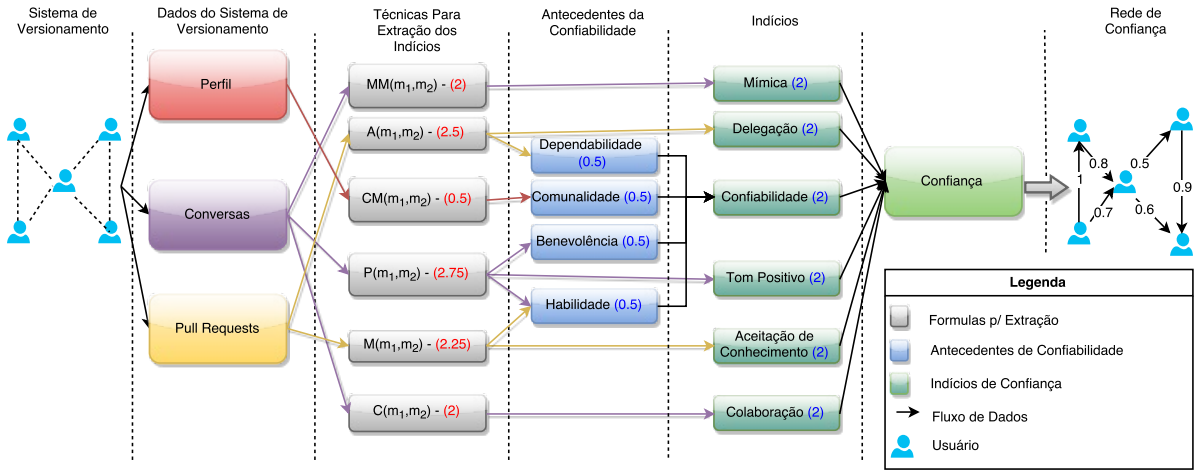 Sistema de
Versionamento
Dados do Sistema de
Versionamento
Técnicas Para
Extração dos
Indícios
Antecedentes da
Confiabilidade
Indícios
Rede de
Confiança
Perfil
Conversas
Pull Requests
MM(m1,m2) - (2)
A(m1,m2) - (2.5)
CM(m1,m2) - (0.5)
P(m1,m2) - (2.75)
M(m1,m2) - (2.25)
C(m1,m2) - (2)
Dependabilidade
(0.5)
Comunalidade (0.5)
Benevolência (0.5)
Habilidade (0.5)
Mímica (2)
Delegação (2)
Confiabilidade (2)
Tom Positivo (2)
Aceitação de
Conhecimento (2)
Colaboração (2)
Confiança
0.8
0.5
1
0.9
0.7
0.6
Legenda
Formulas p/ Extração
Antecedentes de Confiabilidade
Indícios de Confiança
Fluxo de Dados
Usuário